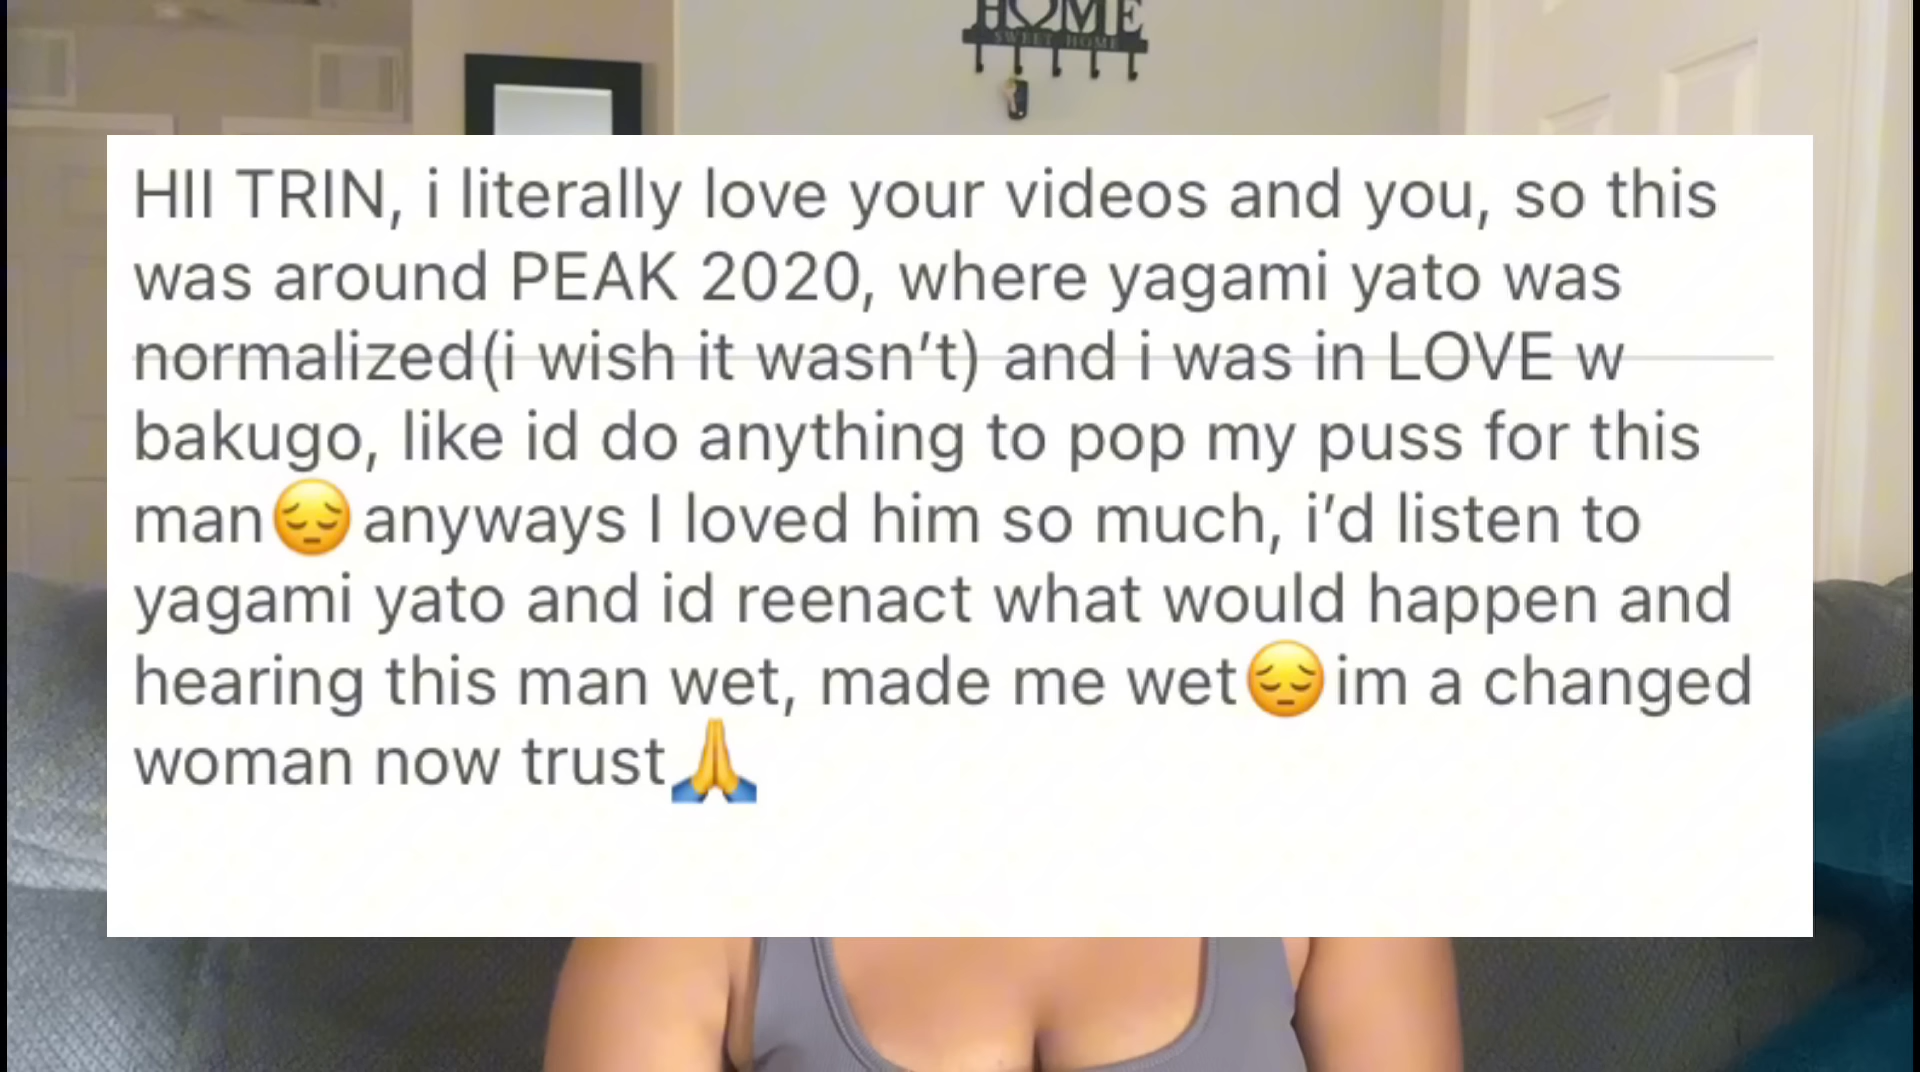 HOME
SWEET HOME
HII TRIN, i literally love your videos and you, so this
was around PEAK 2020, where yagami yato was
normalized(i wish it wasn’t) and i was in LOVE w
bakugo, like id do anything to pop my puss for this
man😔anyways I loved him so much, i’d listen to
yagami yato and id reenact what would happen and
hearing this man wet, made me wet😔im a changed
woman now trust🙏